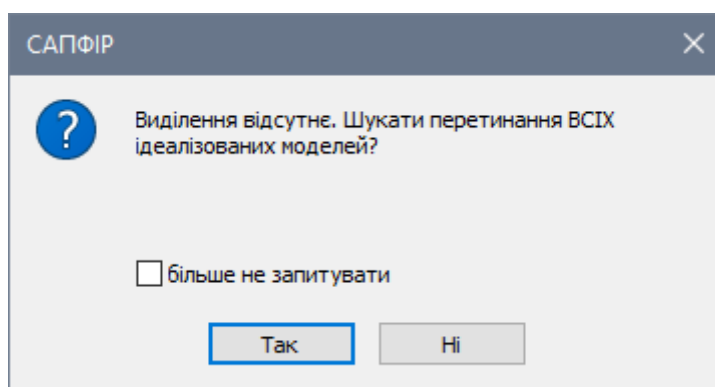 САПФІР
Виділення відсутнє. Шукати перетинання ВСІХ
ідеалізованих моделей?
більше не запитувати
Так
Ні